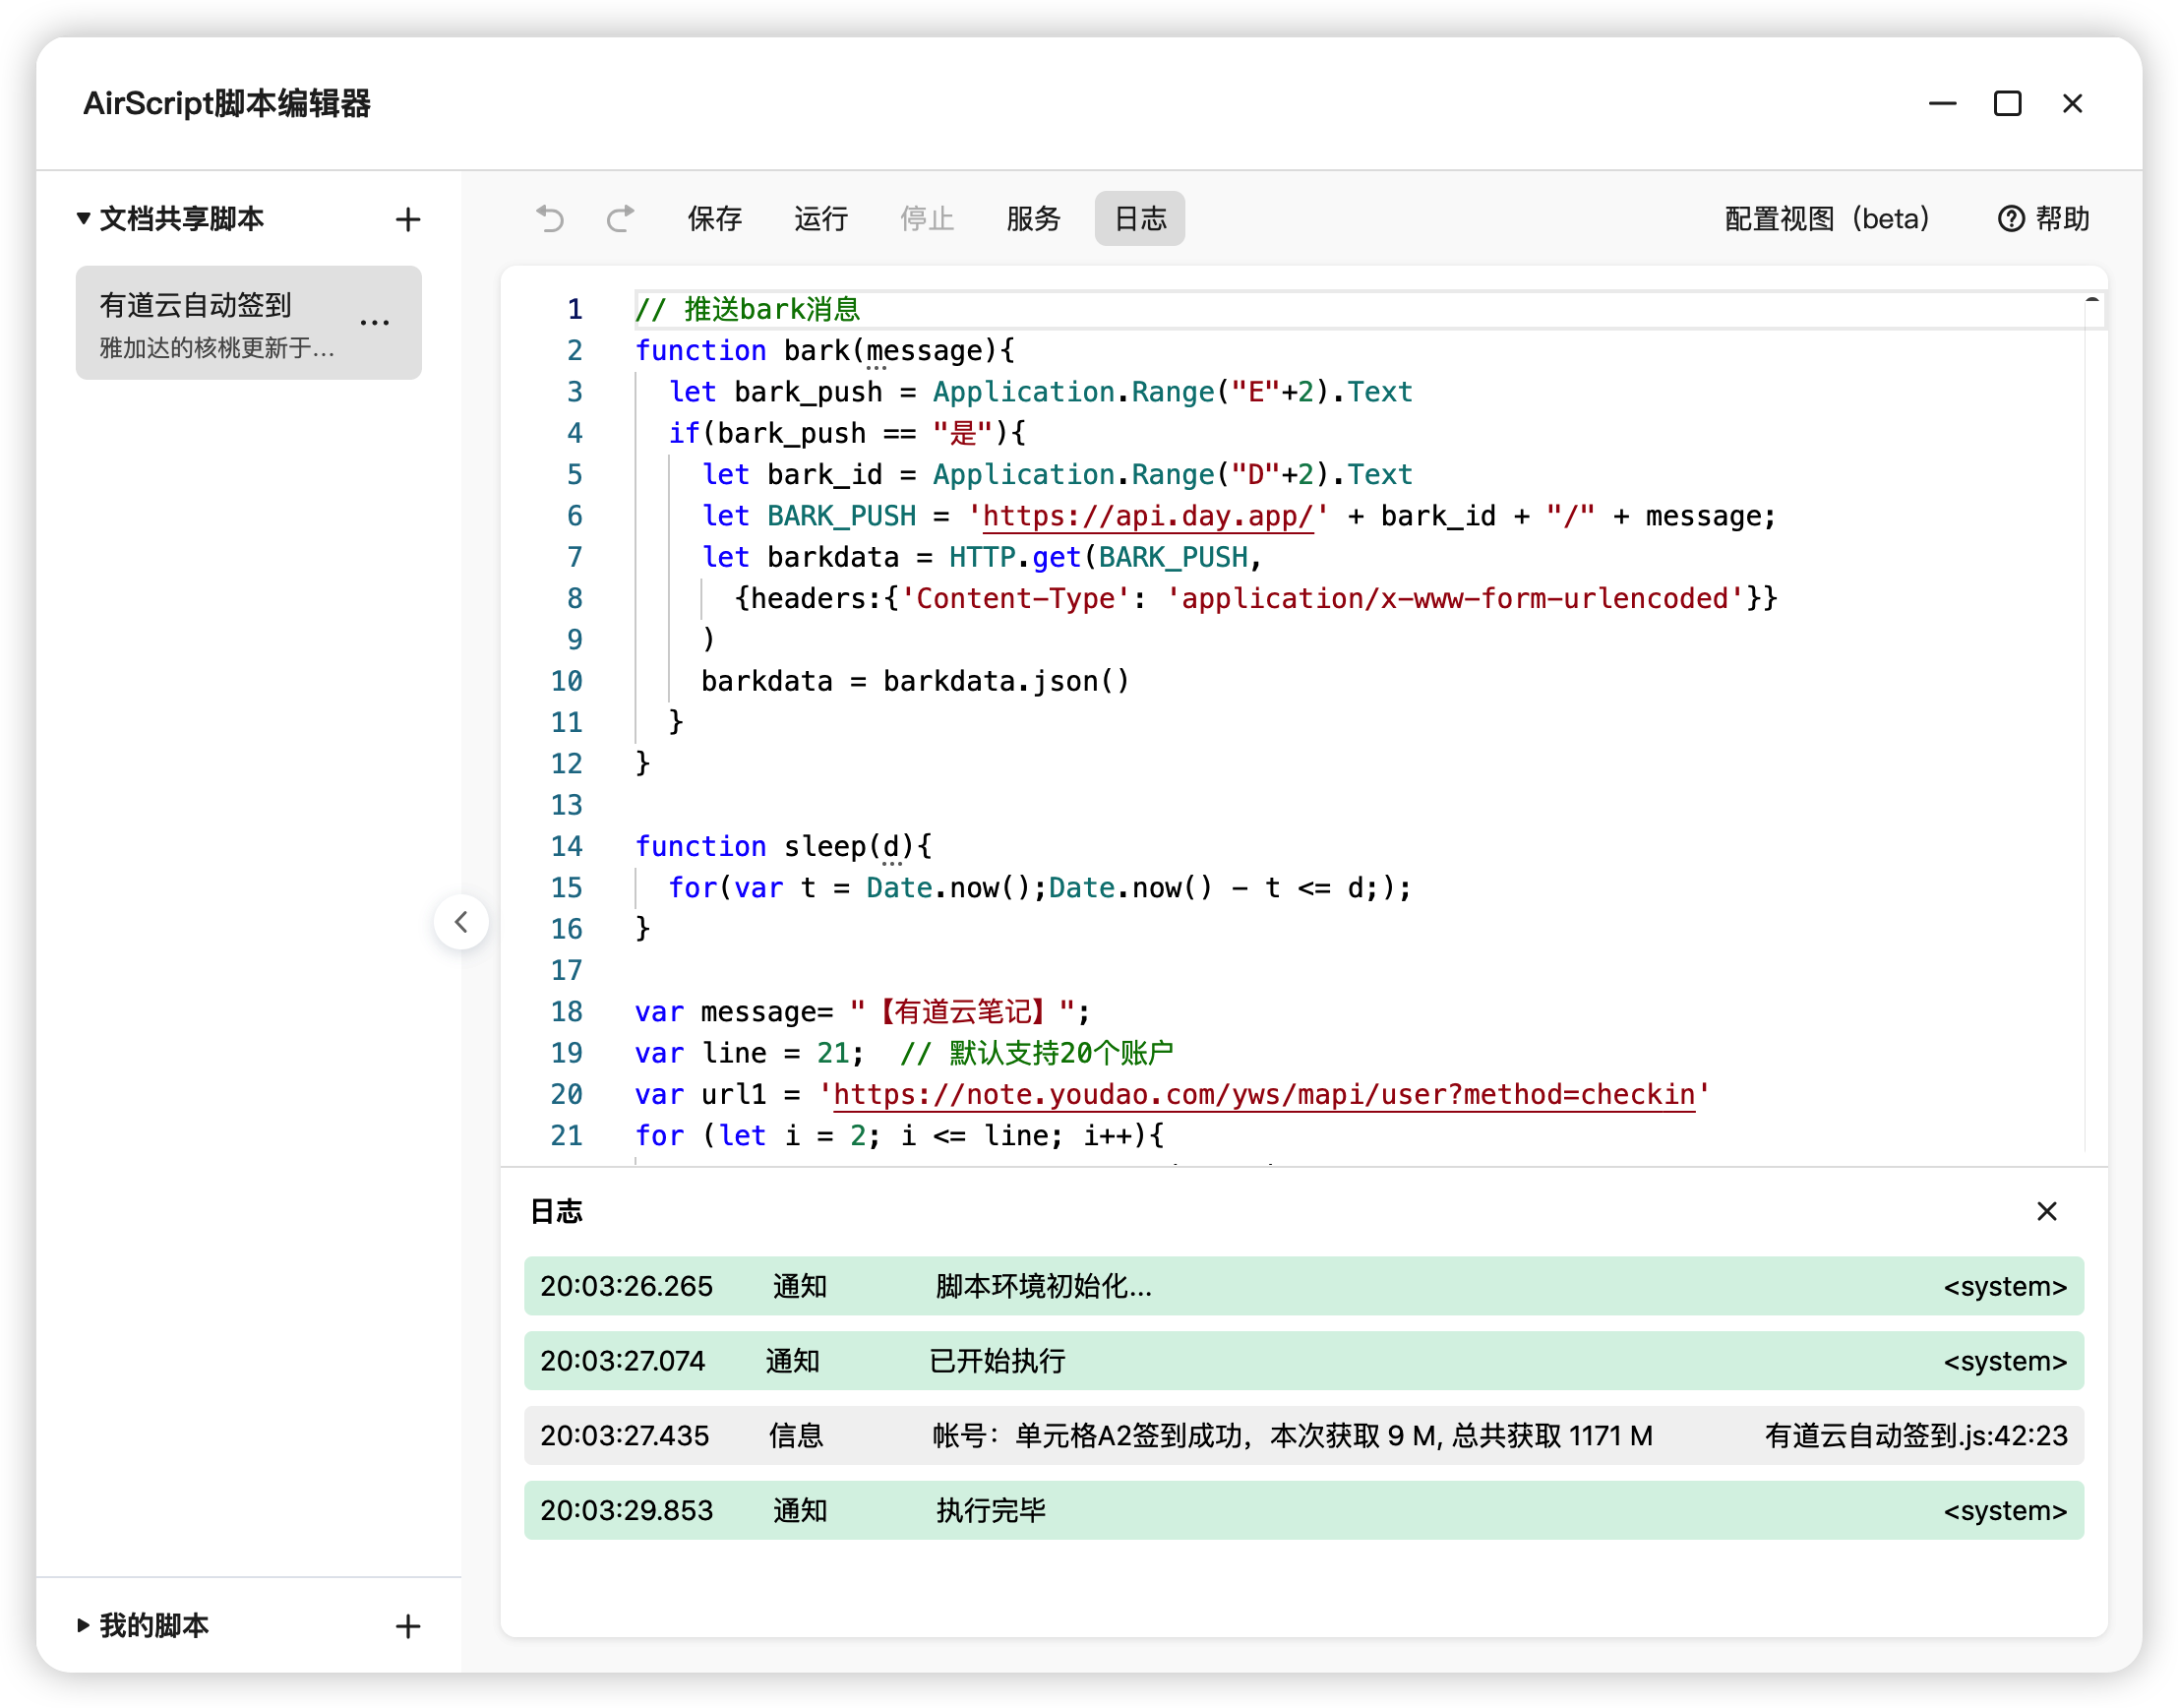 AirScript脚本编辑器
文档共享脚本
有道云自动签到
雅加达的核桃更新于...
保存 运行 停止 服务 日志 配置视图（beta） 帮助
1 // 推送bark消息
2 function bark(message){
3 let bark_push = Application.Range("E"+2).Text
4 if(bark_push == "是"){
5 let bark_id = Application.Range("D"+2).Text
6 let BARK_PUSH = 'https://api.day.app/' + bark_id + "/" + message;
7 let barkdata = HTTP.get(BARK_PUSH,
8 {headers:{'Content-Type': 'application/x-www-form-urlencoded'}}
9 )
10 barkdata = barkdata.json()
11 }
12 }
13
14 function sleep(d){
15 for(var t = Date.now();Date.now() - t <= d;);
16 }
17
18 var message= "【有道云笔记】";
19 var line = 21;  // 默认支持20个账户
20 var url1 = 'https://note.youdao.com/yws/mapi/user?method=checkin'
21 for (let i = 2; i <= line; i++){
日志
20:03:26.265 通知 脚本环境初始化... <system>
20:03:27.074 通知 已开始执行 <system>
20:03:27.435 信息 帐号：单元格A2签到成功，本次获取 9 M, 总共获取 1171 M 有道云自动签到.js:42:23
20:03:29.853 通知 执行完毕 <system>
我的脚本